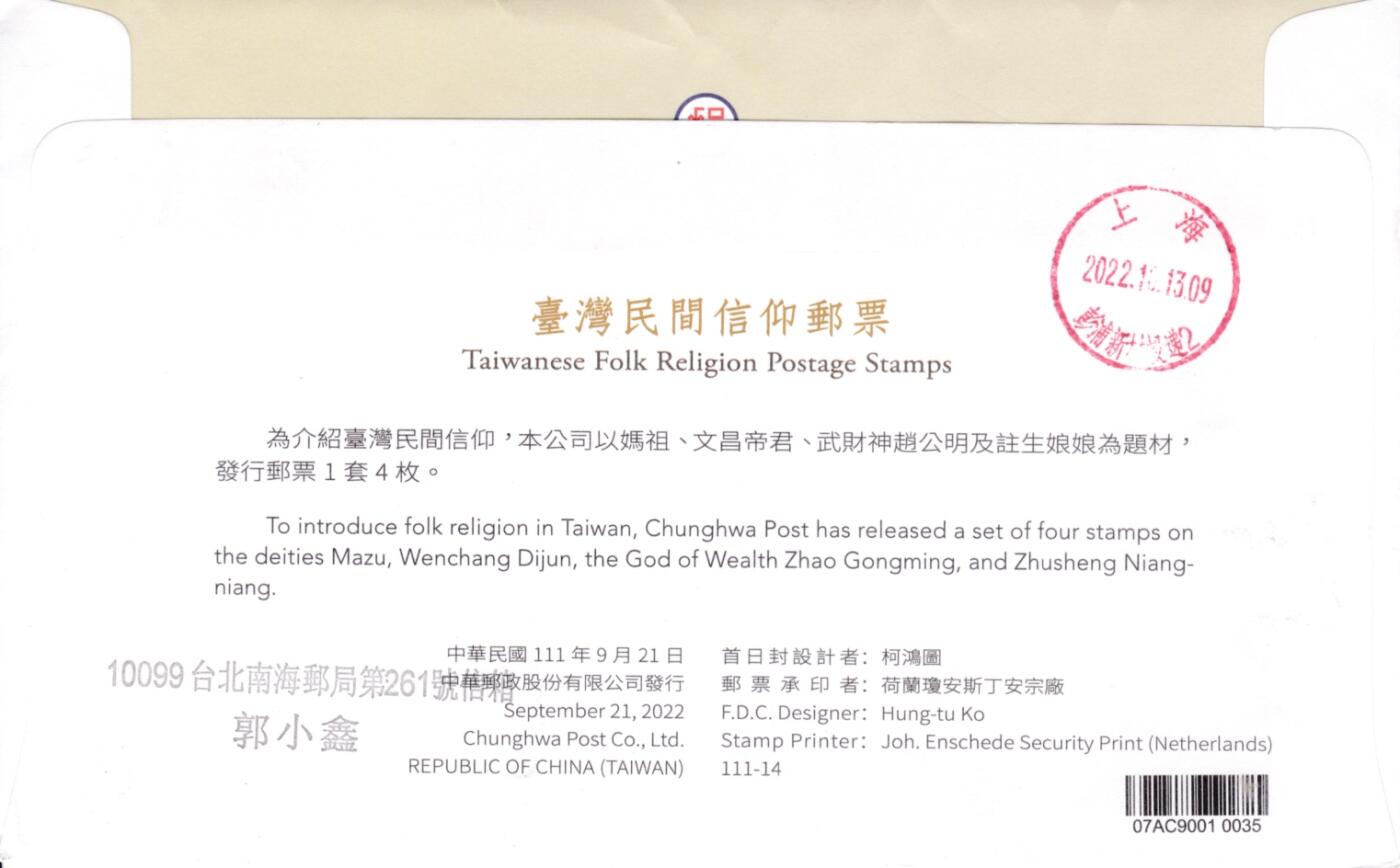 上海
2022.1 .13.09
彭浦新村投遞2
臺灣民間信仰郵票
Taiwanese Folk Religion Postage Stamps
為介紹臺灣民間信仰，本公司以媽祖、文昌帝君、武財神趙公明及註生娘娘為題材，
發行郵票 1 套 4 枚。
To introduce folk religion in Taiwan, Chunghwa Post has released a set of four stamps on
the deities Mazu, Wenchang Dijun, the God of Wealth Zhao Gongming, and Zhusheng Niang-
niang.
10099 台北南海郵局第261號信箱
郭小鑫
中華民國 111 年 9 月 21 日
中華郵政股份有限公司發行
September 21, 2022
Chunghwa Post Co., Ltd.
REPUBLIC OF CHINA (TAIWAN)
首日封設計者：柯鴻圖
郵票承印者：荷蘭瓊安斯丁安宗廠
F.D.C. Designer: Hung-tu Ko
Stamp Printer: Joh. Enschede Security Print (Netherlands)
111-14
07AC9001 0035